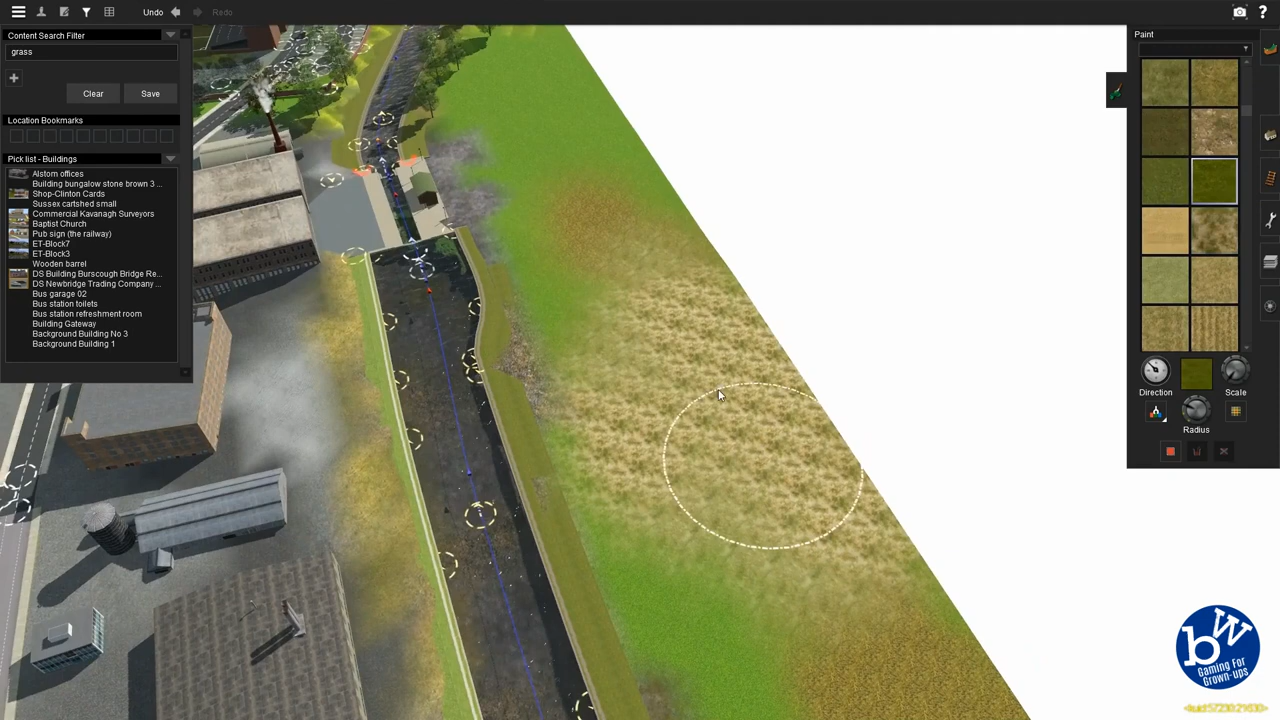 Undo
Redo
Content Search Filter
grass
Clear
Save
Location Bookmarks
Pick list - Buildings
Alstom offices
Building bungalow stone brown 3 ...
Shop-Clinton Cards
Sussex cartshed small
Commercial Kavanagh Surveyors
Baptist Church
Pub sign (the railway)
ET-Block7
ET-Block3
Wooden barrel
DS Building Burscough Bridge Re...
DS Newbridge Trading Company ...
Bus garage 02
Bus station toilets
Bus station refreshment room
Building Gateway
Background Building No 3
Background Building 1
Paint
Direction
Scale
Radius
bW
Gaming For
Grown-ups